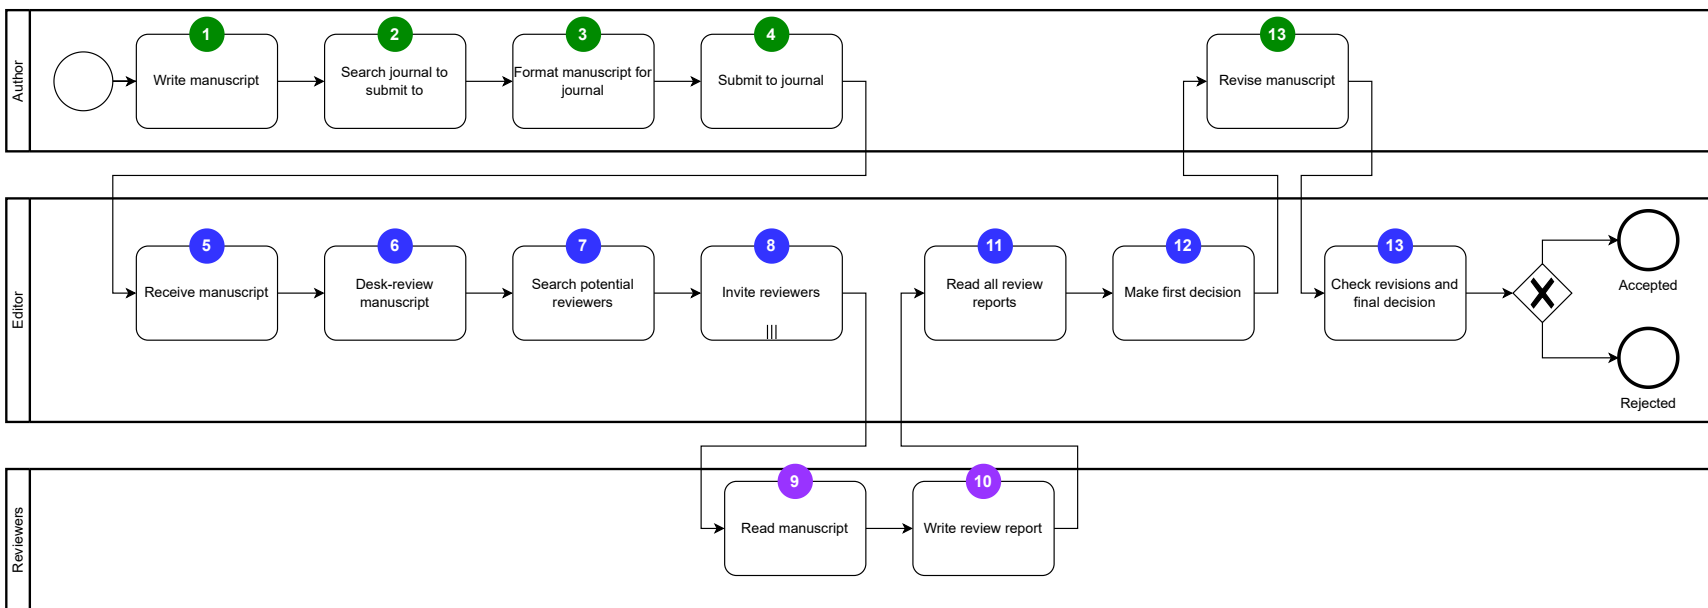 Author
1
Write manuscript
2
Search journal to
submit to
3
Format manuscript for
journal
4
Submit to journal
13
Revise manuscript
Editor
5
Receive manuscript
6
Desk-review
manuscript
7
Search potential
reviewers
8
Invite reviewers
11
Read all review
reports
12
Make first decision
13
Check revisions and
final decision
Accepted
Rejected
Reviewers
9
Read manuscript
10
Write review report